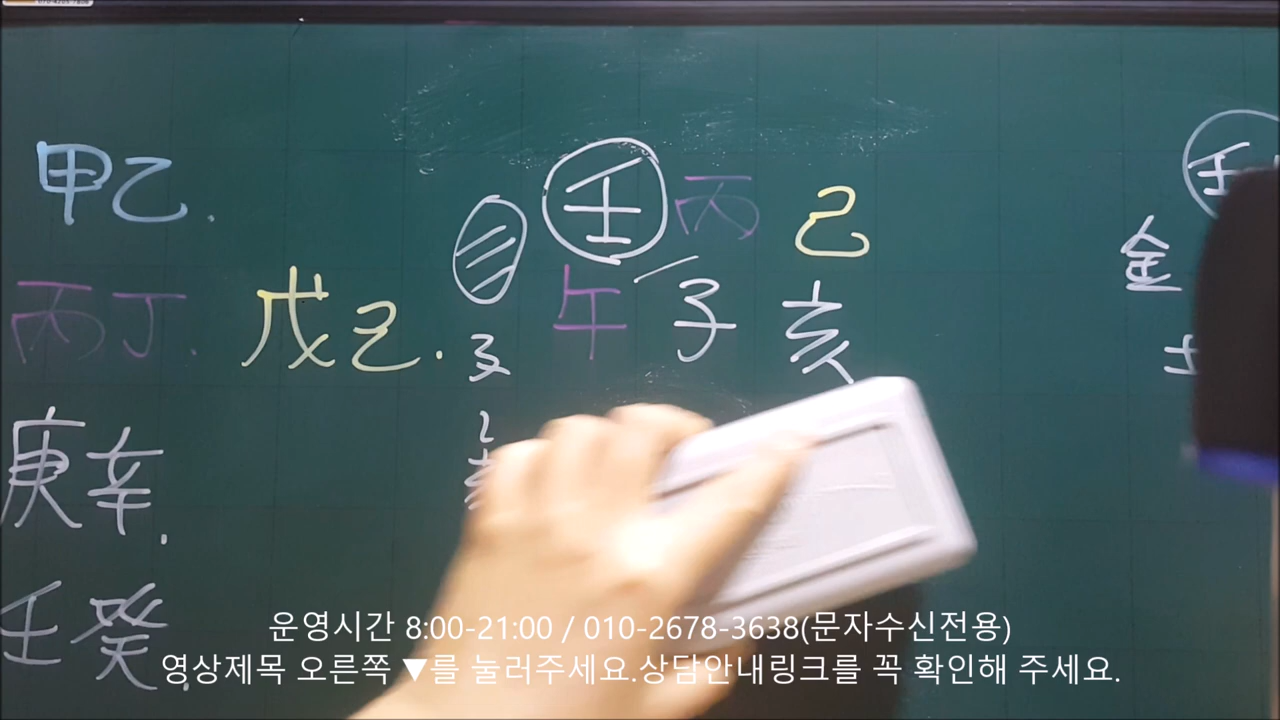 甲乙.
丙丁.
戊己.
庚辛.
壬癸.
壬 丙 己
午 子 亥
亥
壬
金
土
운영시간 8:00-21:00 / 010-2678-3638(문자수신전용)
영상제목 오른쪽 ▼를 눌러주세요.상담안내링크를 꼭 확인해 주세요.